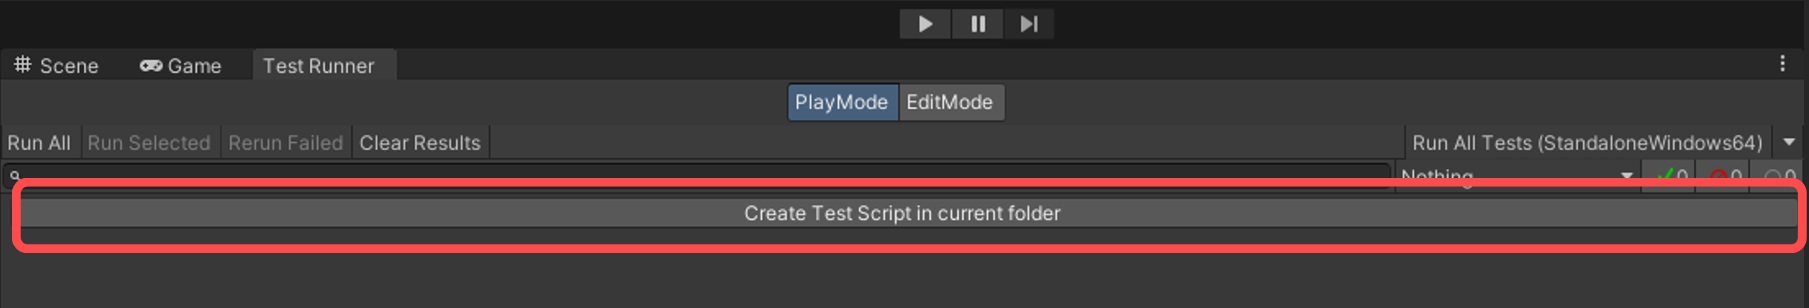 Scene Game Test Runner
PlayMode EditMode
Run All Run Selected Rerun Failed Clear Results Run All Tests (StandaloneWindows64)
Nothing 0 0 0
Create Test Script in current folder